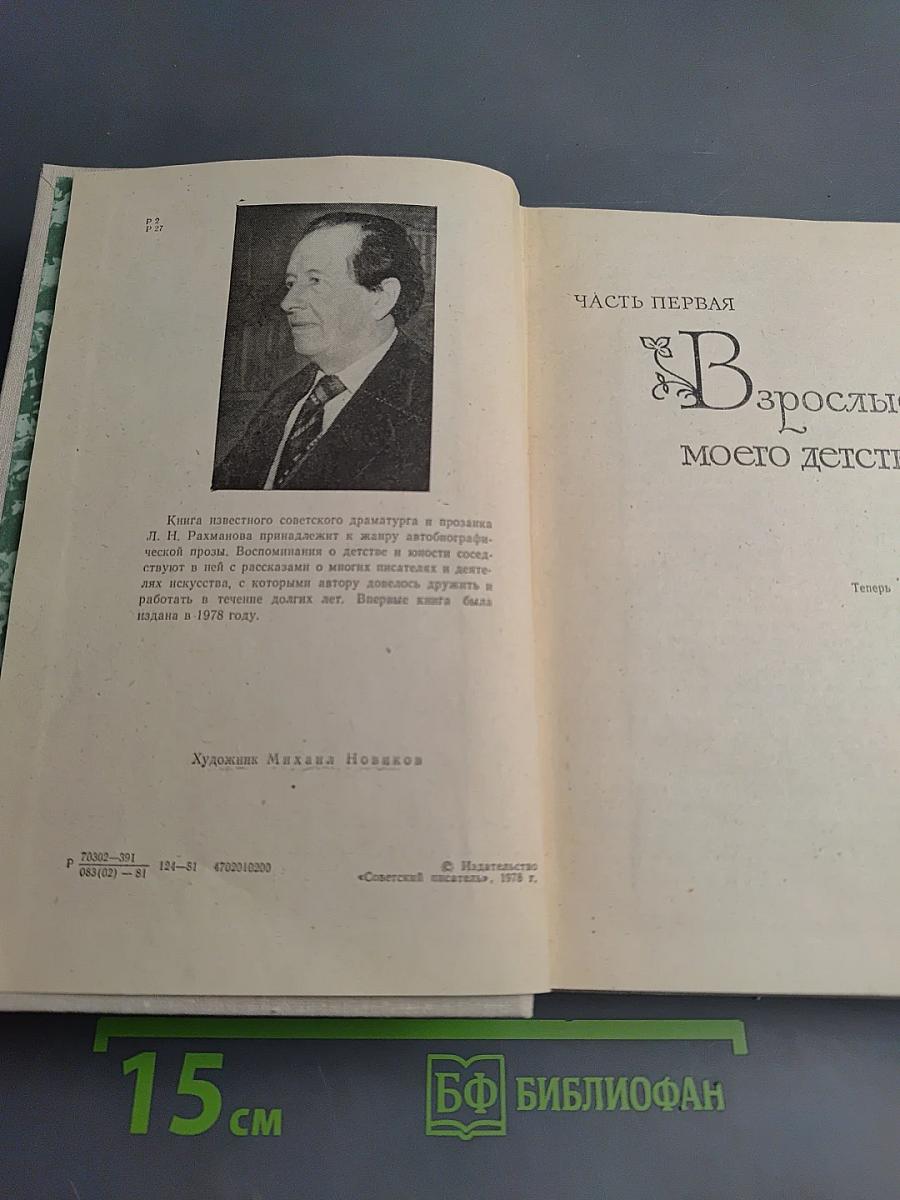 Р 2
Р 27
Книга известного советского драматурга и прозаика
Л. Н. Рахманова принадлежит к жанру автобиографи-
ческой прозы. Воспоминания о детстве и юности сосед-
ствуют в ней с рассказами о многих писателях и деяте-
лях искусства, с которыми автору довелось дружить и
работать в течение долгих лет. Впервые книга была
издана в 1978 году.
Художник Михаил Новиков
Р 70302—391
083(02)—81 124—81 4702010200
© Издательство
«Советский писатель», 1978 г.
ЧАСТЬ ПЕРВАЯ
Взрослы
моего детст
Теперь
15 см
БФ БИБЛИОФАН